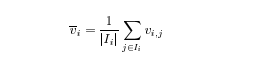 $\overline{v}_i = \frac{1}{|I_i|} \sum_{j \in I_i} v_{i,j}$